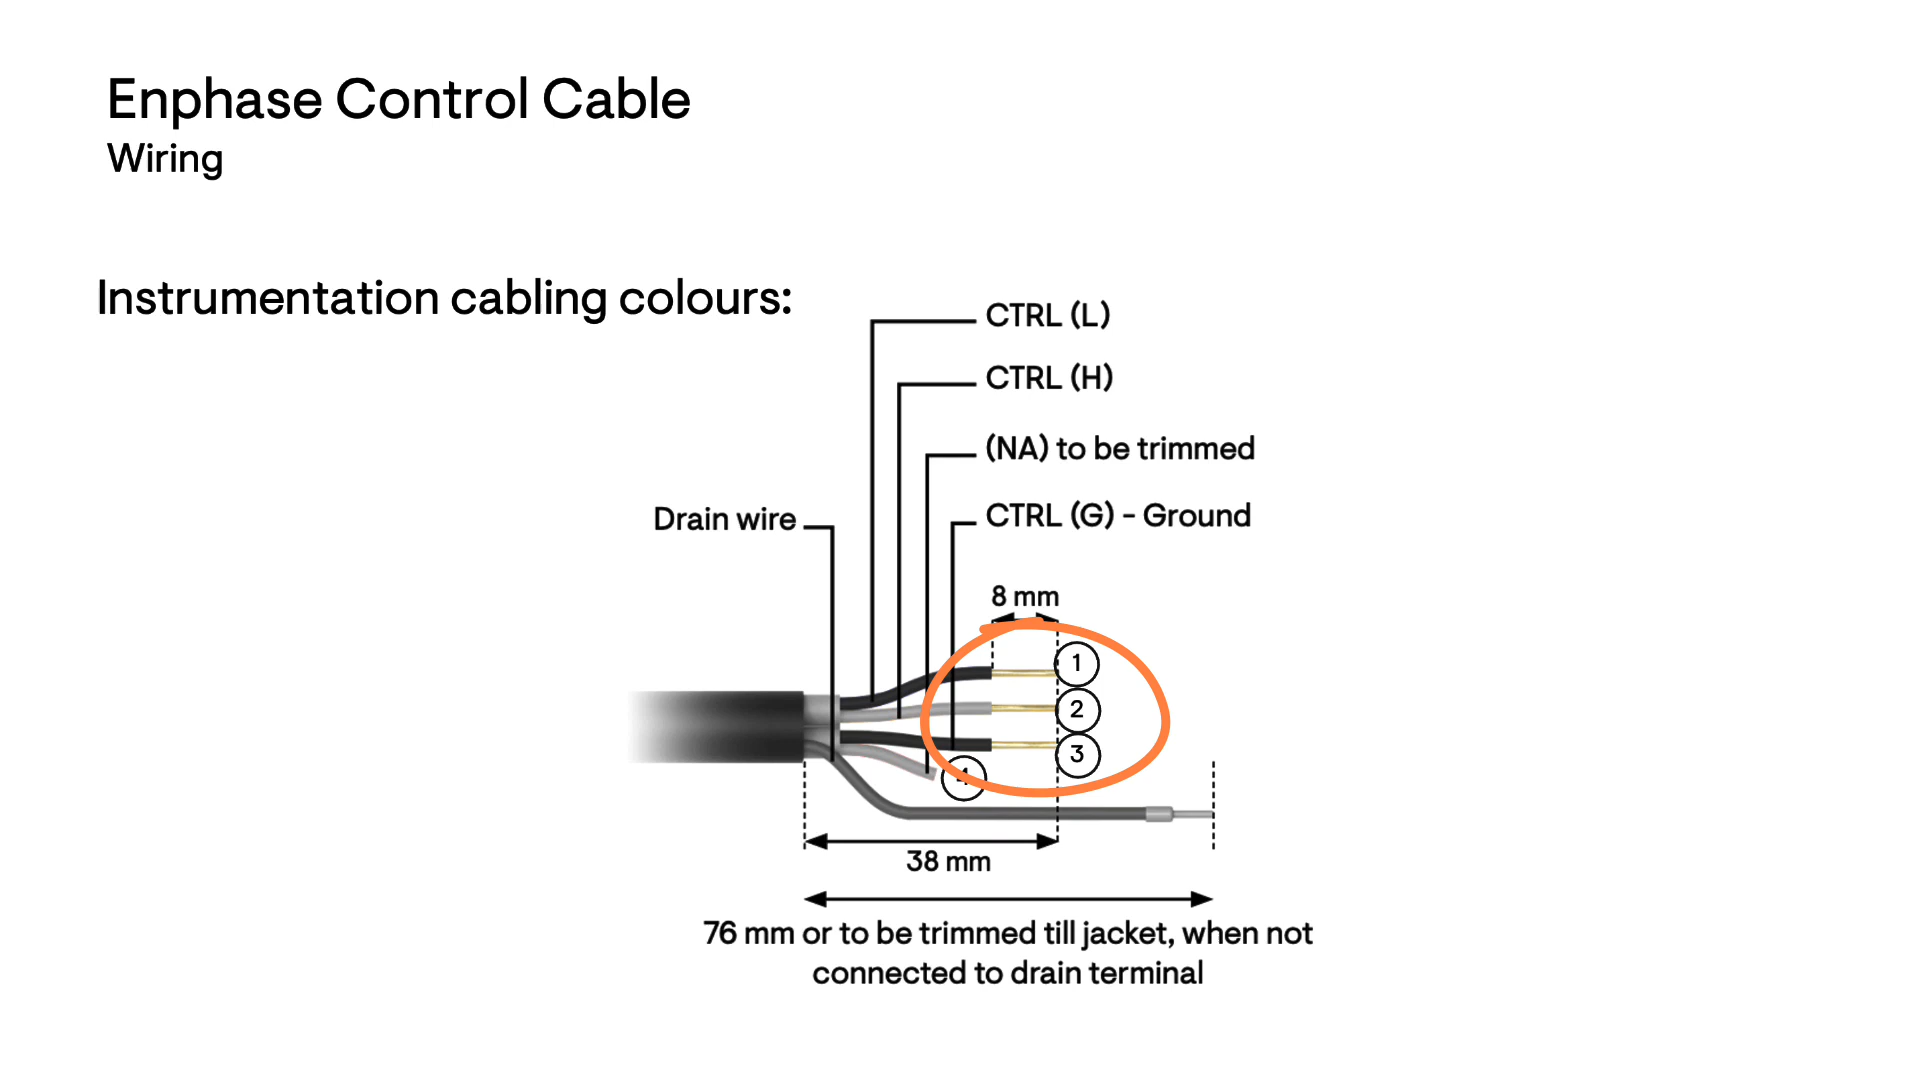 Enphase Control Cable
Wiring
Instrumentation cabling colours:
CTRL (L)
CTRL (H)
(NA) to be trimmed
Drain wire
CTRL (G) - Ground
8 mm
1
2
3
4
38 mm
76 mm or to be trimmed till jacket, when not
connected to drain terminal